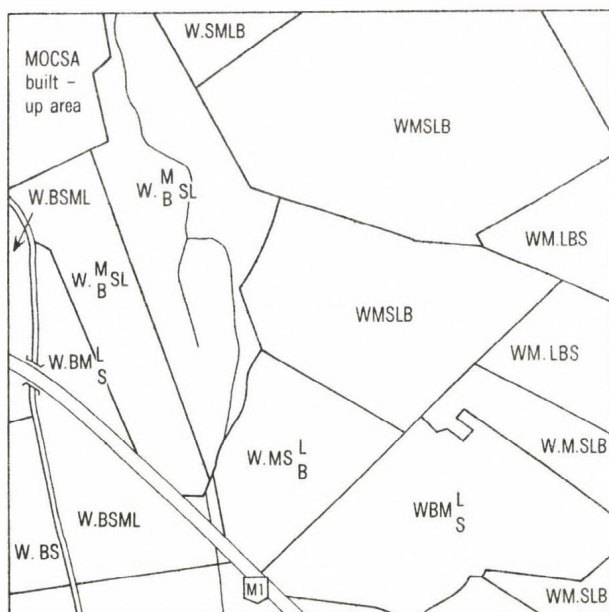 W.SMLB
MOCSA
built -
up area
WMSLB
W. M/B SL
W.BSML
WM.LBS
W. M/B SL
WMSLB
W.BM L/S
WM.LBS
W.MS L/B
W.M.SLB
WBM L/S
W.BSML
W. BS
M1
WM.SLB